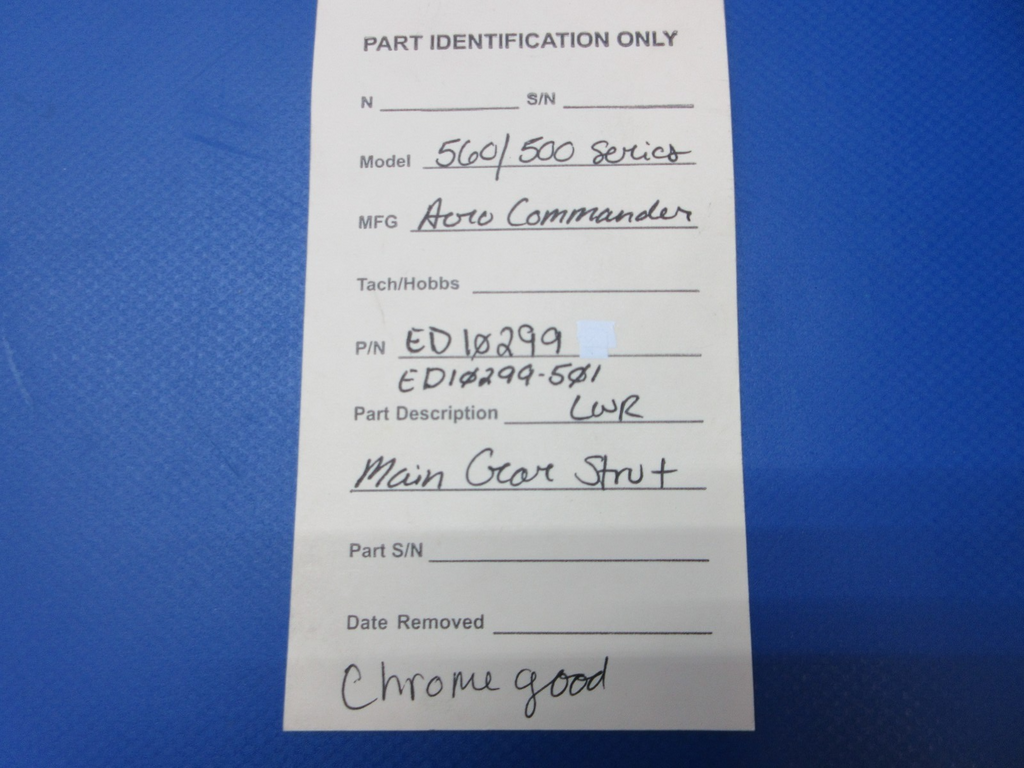 PART IDENTIFICATION ONLY
N S/N
Model 560/500 Series
MFG Aero Commander
Tach/Hobbs
P/N ED10299
ED10299-501
Part Description LWR
Main Gear Strut
Part S/N
Date Removed
Chrome good